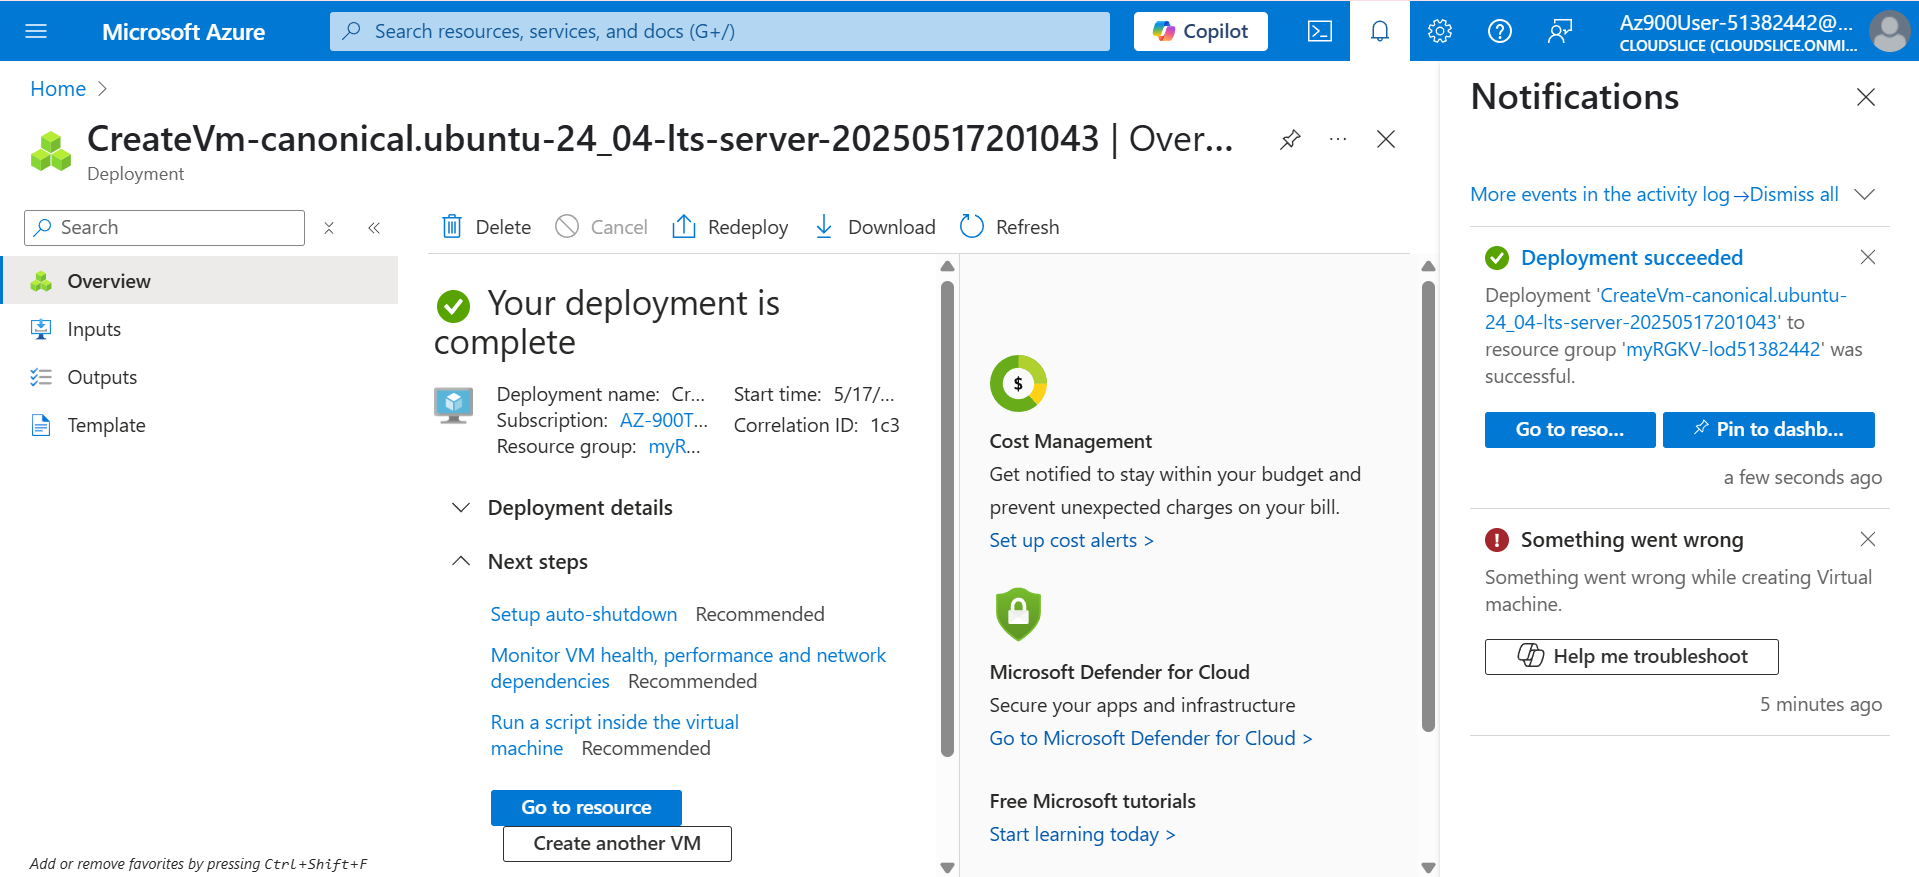 Microsoft Azure
Search resources, services, and docs (G+/)
Copilot
Az900User-51382442@...
CLOUDSLICE (CLOUDSLICE.ONMI...
Home
CreateVm-canonical.ubuntu-24_04-lts-server-20250517201043 | Over...
Deployment
Search
Overview
Inputs
Outputs
Template
Add or remove favorites by pressing Ctrl+Shift+F
Delete
Cancel
Redeploy
Download
Refresh
Your deployment is
complete
Deployment name: Cr...
Subscription: AZ-900T...
Resource group: myR...
Start time: 5/17/...
Correlation ID: 1c3
Deployment details
Next steps
Setup auto-shutdown Recommended
Monitor VM health, performance and network
dependencies Recommended
Run a script inside the virtual
machine Recommended
Go to resource
Create another VM
$
Cost Management
Get notified to stay within your budget and
prevent unexpected charges on your bill.
Set up cost alerts >
Microsoft Defender for Cloud
Secure your apps and infrastructure
Go to Microsoft Defender for Cloud >
Free Microsoft tutorials
Start learning today >
Notifications
More events in the activity log → Dismiss all
Deployment succeeded
Deployment 'CreateVm-canonical.ubuntu-
24_04-lts-server-20250517201043' to
resource group 'myRGKV-lod51382442' was
successful.
Go to reso...
Pin to dashb...
a few seconds ago
Something went wrong
Something went wrong while creating Virtual
machine.
Help me troubleshoot
5 minutes ago